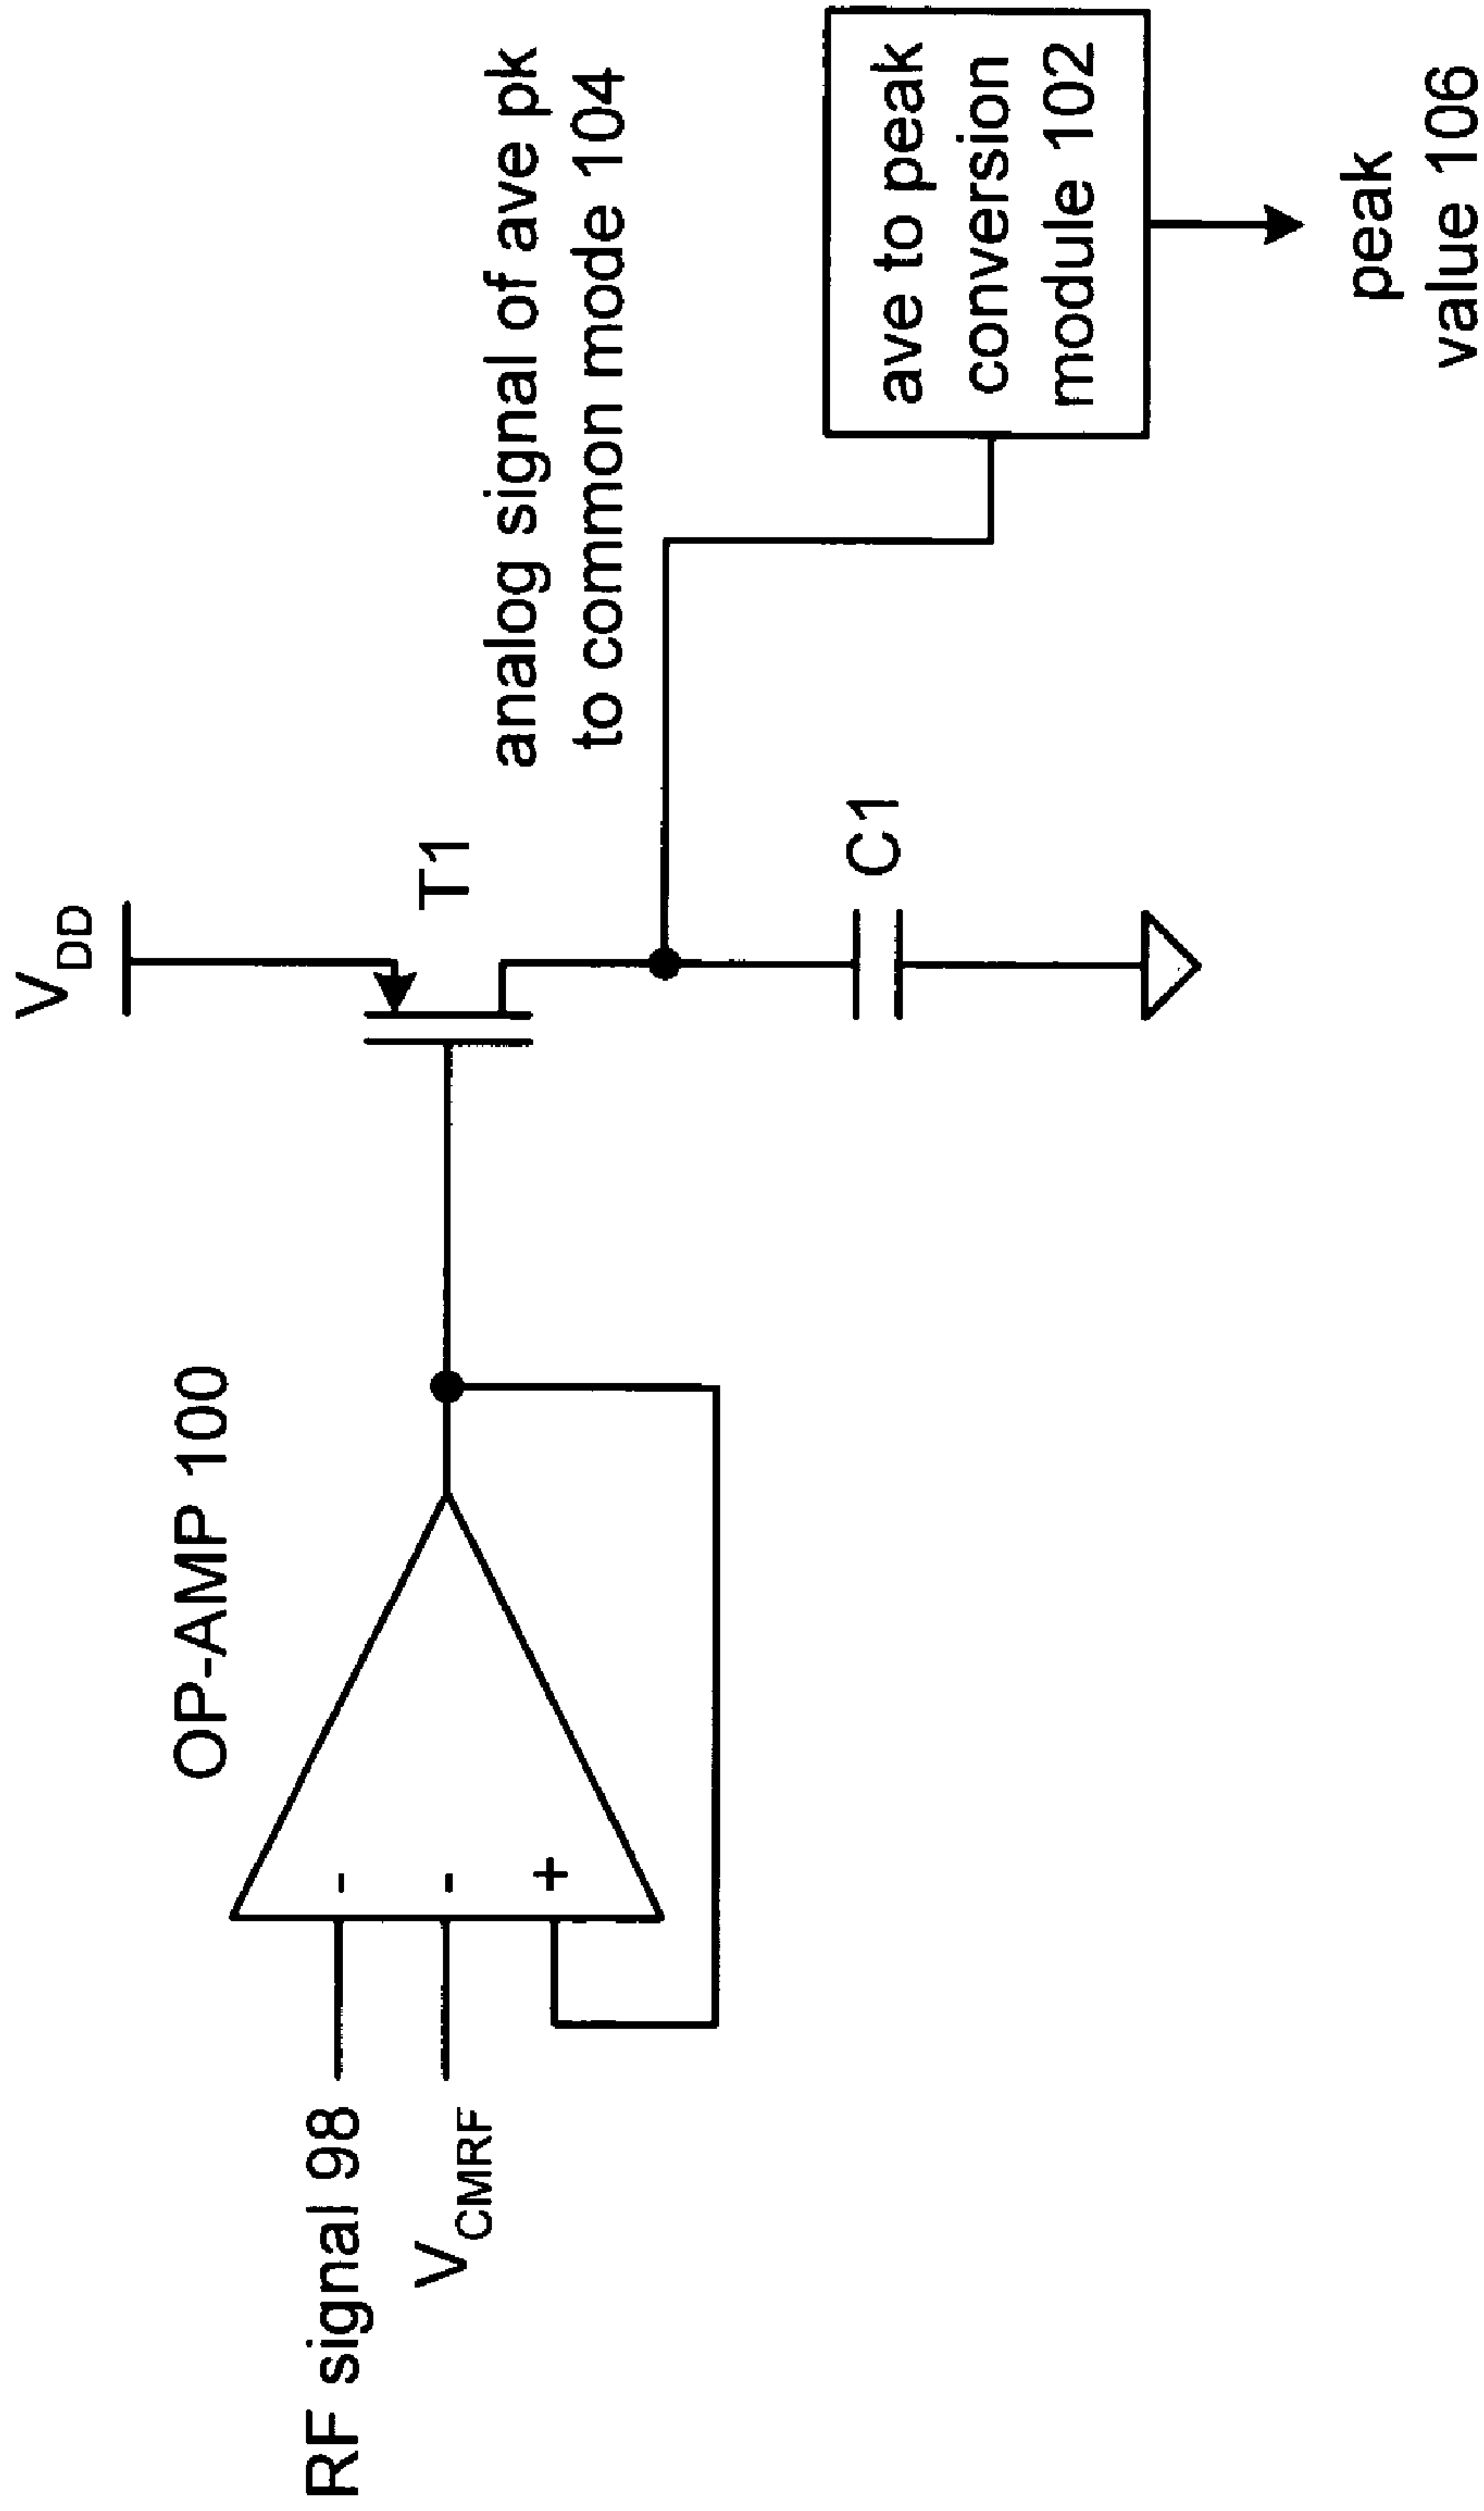 V_DD
OP-AMP 100
T1
analog signal of ave pk
to common mode 104
RF signal 98
-
V_CMRF
-
+
C1
ave to peak
conversion
module 102
peak
value 106